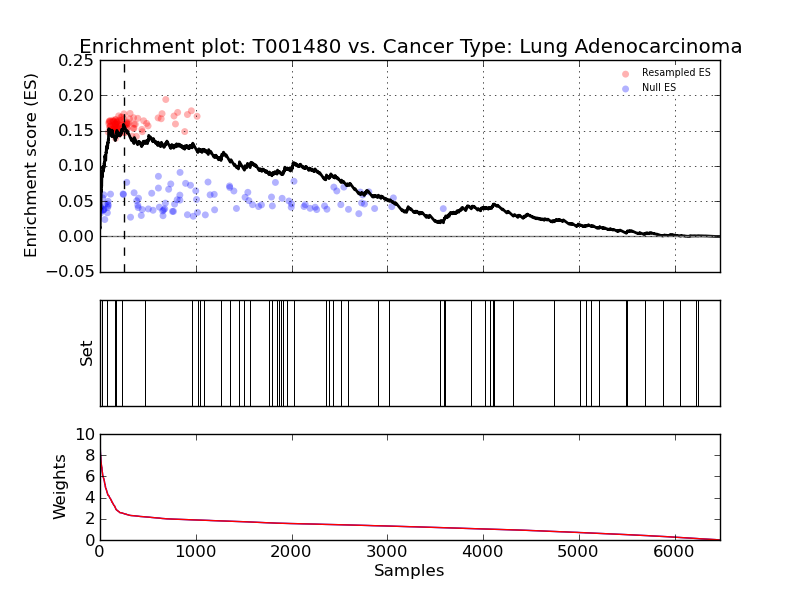 Enrichment plot: T001480 vs. Cancer Type: Lung Adenocarcinoma
0.25
0.20
0.15
0.10
0.05
0.00
−0.05
Enrichment score (ES)
Resampled ES
Null ES
Set
10
8
6
4
2
0
Weights
0 1000 2000 3000 4000 5000 6000
Samples